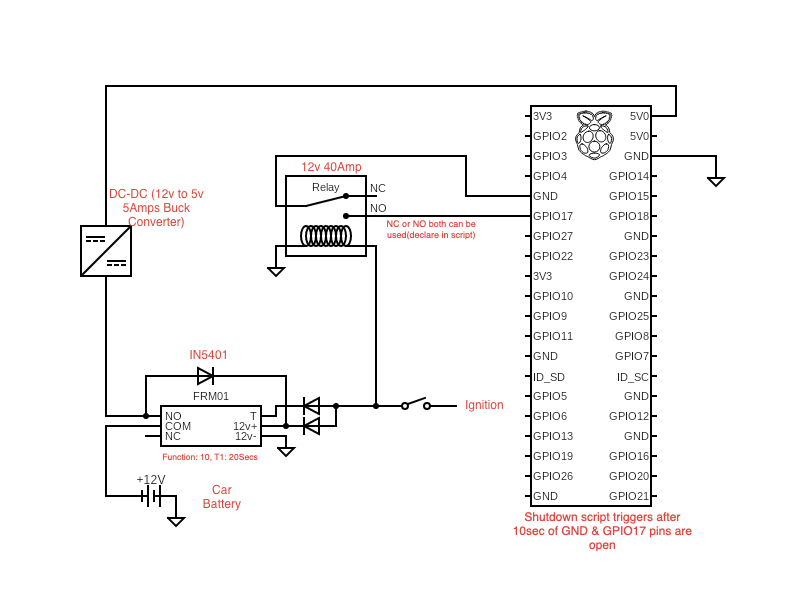 DC-DC (12v to 5v
5Amps Buck
Converter)
12v 40Amp
Relay
NC
NO
NC or NO both can be
used(declare in script)
3V3
GPIO2
GPIO3
GPIO4
GND
GPIO17
GPIO27
GPIO22
3V3
GPIO10
GPIO9
GPIO11
GND
ID_SD
GPIO5
GPIO6
GPIO13
GPIO19
GPIO26
GND
5V0
5V0
GND
GPIO14
GPIO15
GPIO18
GND
GPIO23
GPIO24
GND
GPIO25
GPIO8
GPIO7
ID_SC
GND
GPIO12
GND
GPIO16
GPIO20
GPIO21
IN5401
FRM01
NO
COM
NC
T
12v+
12v-
Function: 10, T1: 20Secs
Ignition
+12V
Car
Battery
Shutdown script triggers after
10sec of GND & GPIO17 pins are
open